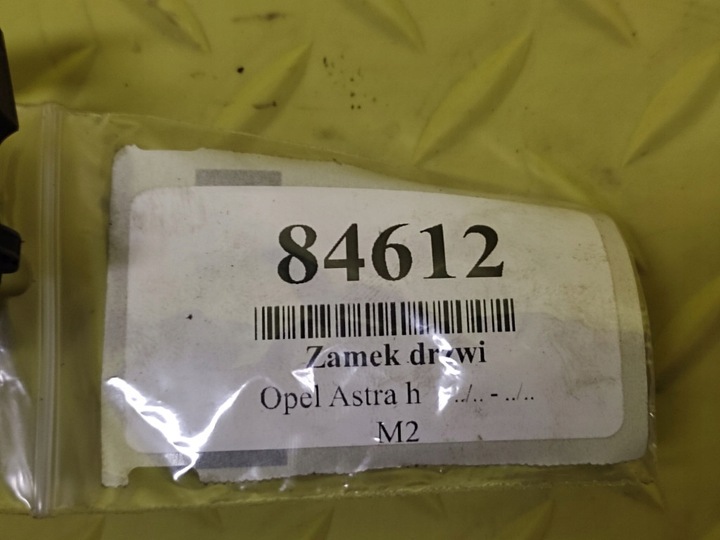 84612
Zamek drzwi
Opel Astra h ../.. - ../..
M2